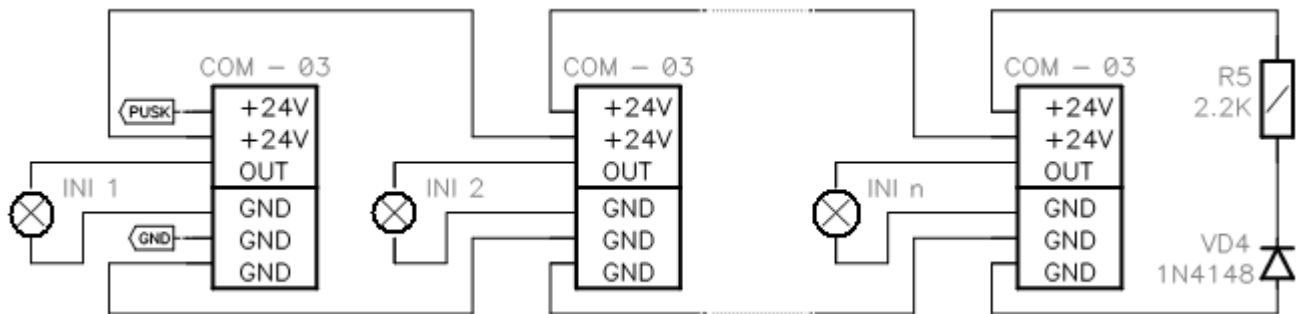 COM - 03
PUSK
+24V
+24V
OUT
GND
GND
GND
GND
INI 1
COM - 03
+24V
+24V
OUT
GND
GND
GND
INI 2
COM - 03
+24V
+24V
OUT
GND
GND
GND
INI n
R5
2.2K
VD4
1N4148